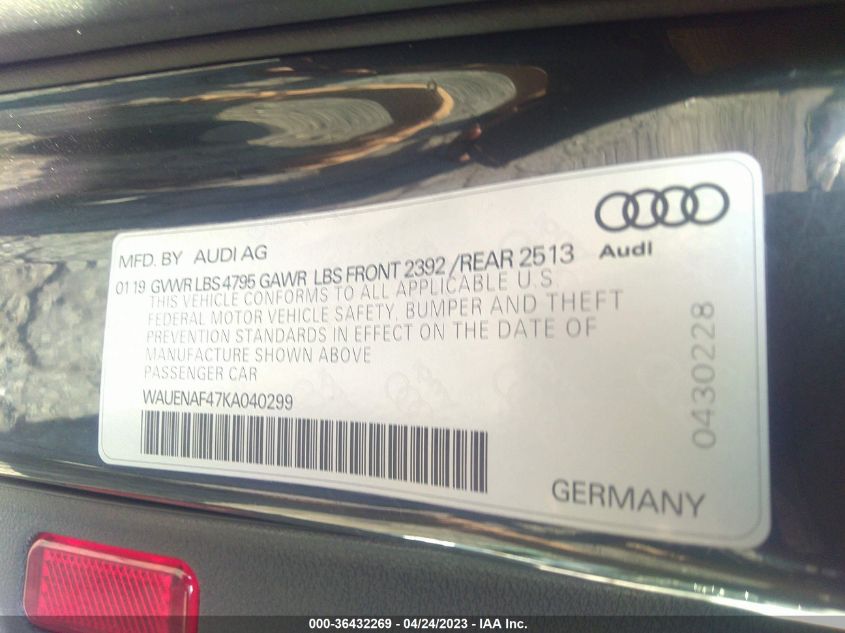 Audi
MFD. BY AUDI AG
01 19 GVWR LBS 4795 GAWR LBS FRONT 2392 /REAR 2513
THIS VEHICLE CONFORMS TO ALL APPLICABLE U.S
FEDERAL MOTOR VEHICLE SAFETY, BUMPER AND THEFT
PREVENTION STANDARDS IN EFFECT ON THE DATE OF
MANUFACTURE SHOWN ABOVE
PASSENGER CAR
WAUENAF47KA040299
0430228
GERMANY
000-36432269 - 04/24/2023 - IAA Inc.